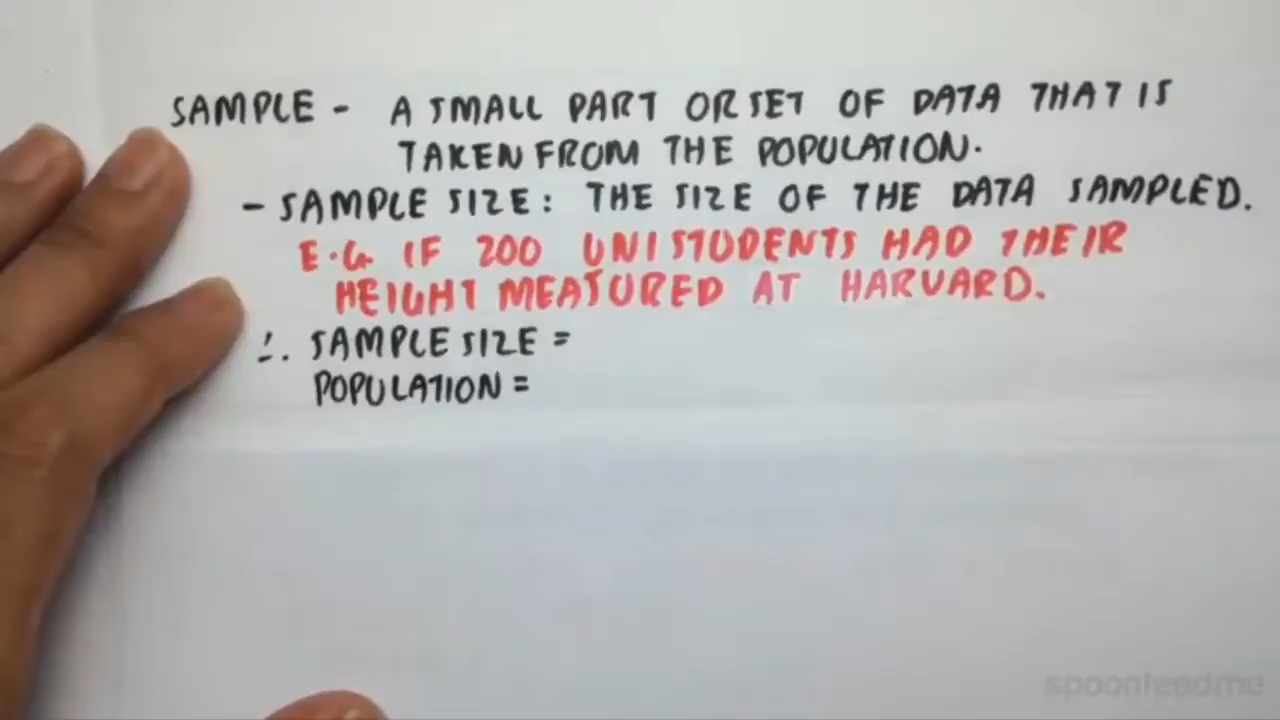 SAMPLE - A SMALL PART OR SET OF DATA THAT IS
TAKEN FROM THE POPULATION.
- SAMPLE SIZE: THE SIZE OF THE DATA SAMPLED.
E.G. IF 200 UNI STUDENTS HAD THEIR
HEIGHT MEASURED AT HARVARD.
∴ SAMPLE SIZE =
POPULATION =
spoonfeedme